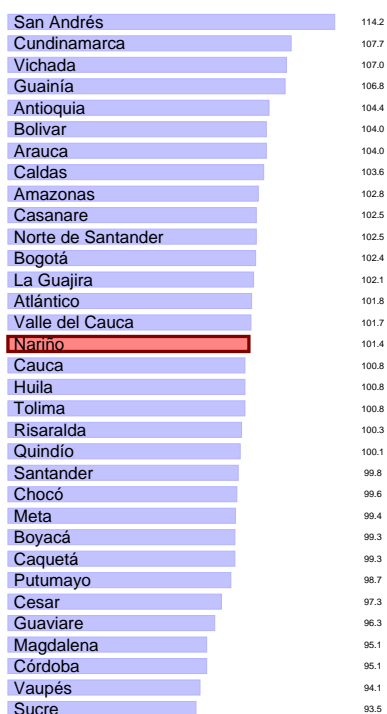 San Andrés 114.2
Cundinamarca 107.7
Vichada 107.0
Guainía 106.8
Antioquia 104.4
Bolivar 104.0
Arauca 104.0
Caldas 103.6
Amazonas 102.8
Casanare 102.5
Norte de Santander 102.5
Bogotá 102.4
La Guajira 102.1
Atlántico 101.8
Valle del Cauca 101.7
Nariño 101.4
Cauca 100.8
Huila 100.8
Tolima 100.8
Risaralda 100.3
Quindío 100.1
Santander 99.8
Chocó 99.6
Meta 99.4
Boyacá 99.3
Caquetá 99.3
Putumayo 98.7
Cesar 97.3
Guaviare 96.3
Magdalena 95.1
Córdoba 95.1
Vaupés 94.1
Sucre 93.5